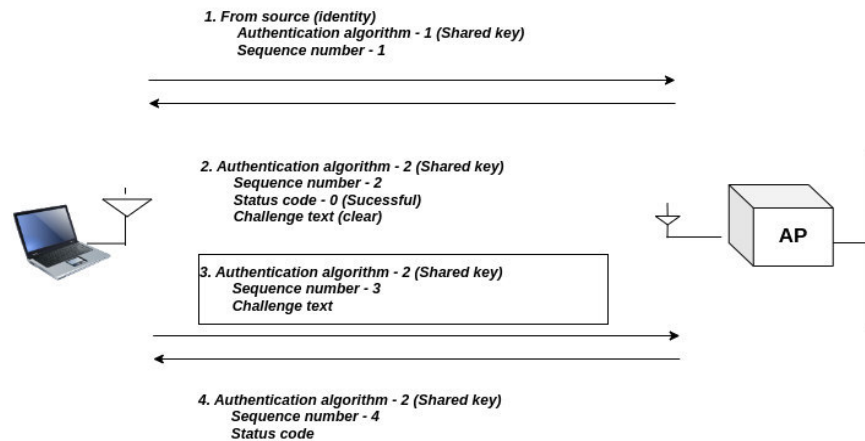 1. From source (identity)
Authentication algorithm - 1 (Shared key)
Sequence number - 1
2. Authentication algorithm - 2 (Shared key)
Sequence number - 2
Status code - 0 (Sucessful)
Challenge text (clear)
AP
3. Authentication algorithm - 2 (Shared key)
Sequence number - 3
Challenge text
4. Authentication algorithm - 2 (Shared key)
Sequence number - 4
Status code